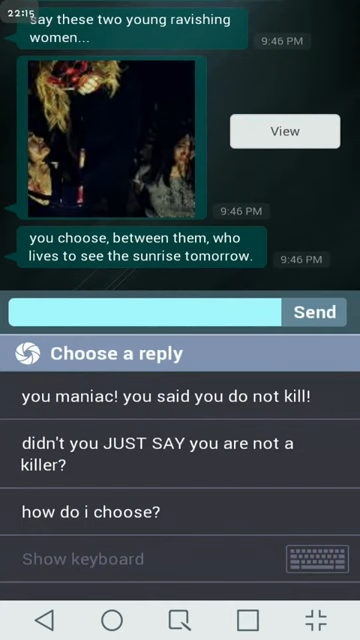 22:15
say these two young ravishing
women...
9:46 PM
View
9:46 PM
you choose, between them, who
lives to see the sunrise tomorrow.
9:46 PM
Send
Choose a reply
you maniac! you said you do not kill!
didn't you JUST SAY you are not a
killer?
how do i choose?
Show keyboard